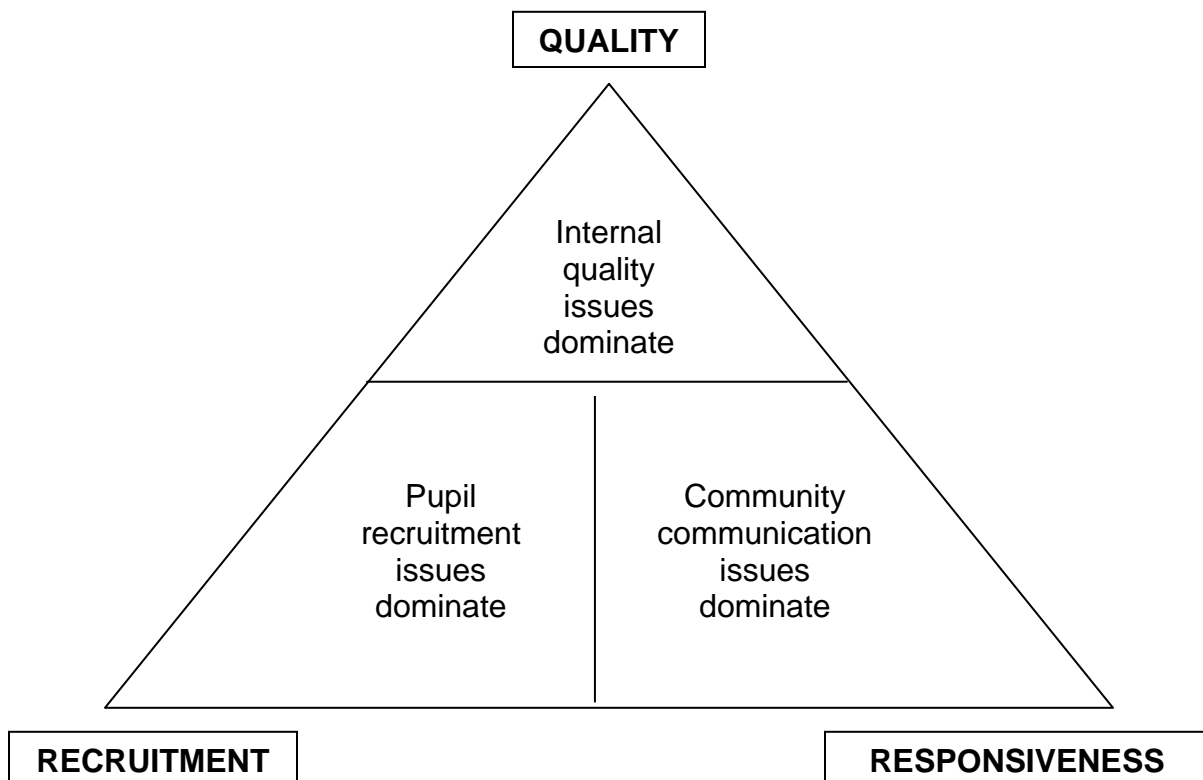 QUALITY
Internal
quality
issues
dominate
Pupil
recruitment
issues
dominate
Community
communication
issues
dominate
RECRUITMENT
RESPONSIVENESS